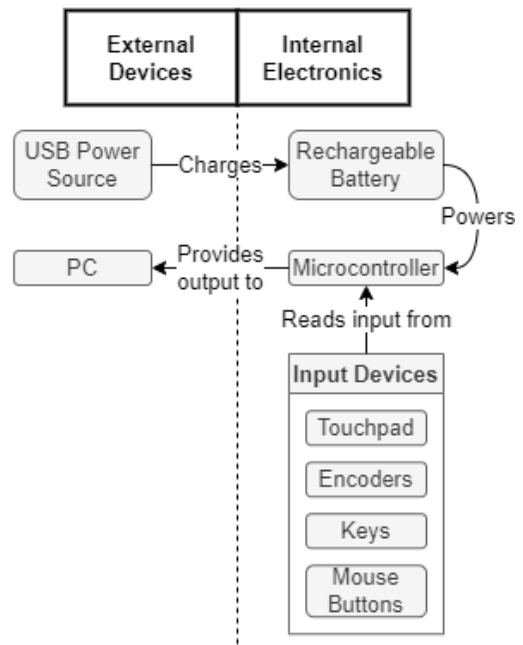 External
Devices
Internal
Electronics
USB Power
Source
Charges
Rechargeable
Battery
Powers
PC
Provides
output to
Microcontroller
Reads input from
Input Devices
Touchpad
Encoders
Keys
Mouse
Buttons